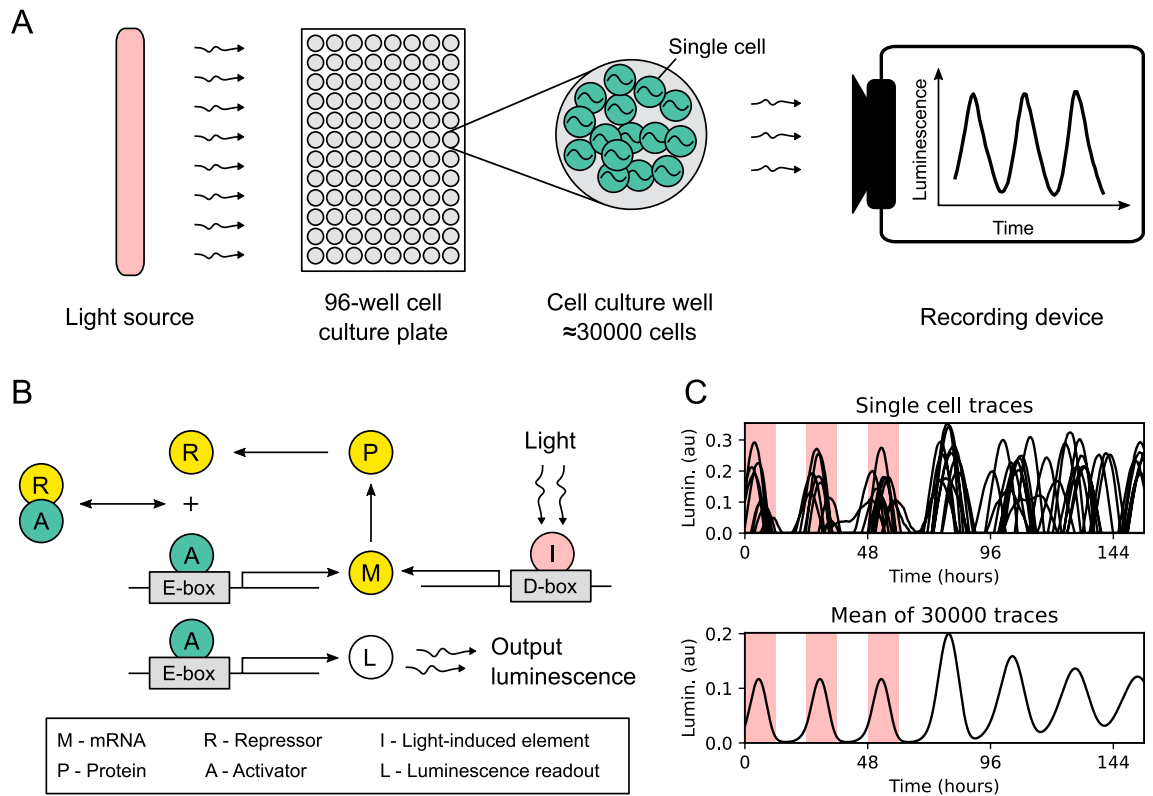 A
Single cell
Luminescence
Time
Light source
96-well cell
culture plate
Cell culture well
≈30000 cells
Recording device
B
R
P
Light
R
A
+
A
I
E-box
M
D-box
A
E-box
L
Output
luminescence
M - mRNA
R - Repressor
I - Light-induced element
P - Protein
A - Activator
L - Luminescence readout
C
Single cell traces
Lumin. (au)
0.3
0.2
0.1
0.0
0
48
96
144
Time (hours)
Mean of 30000 traces
Lumin. (au)
0.2
0.1
0.0
0
48
96
144
Time (hours)